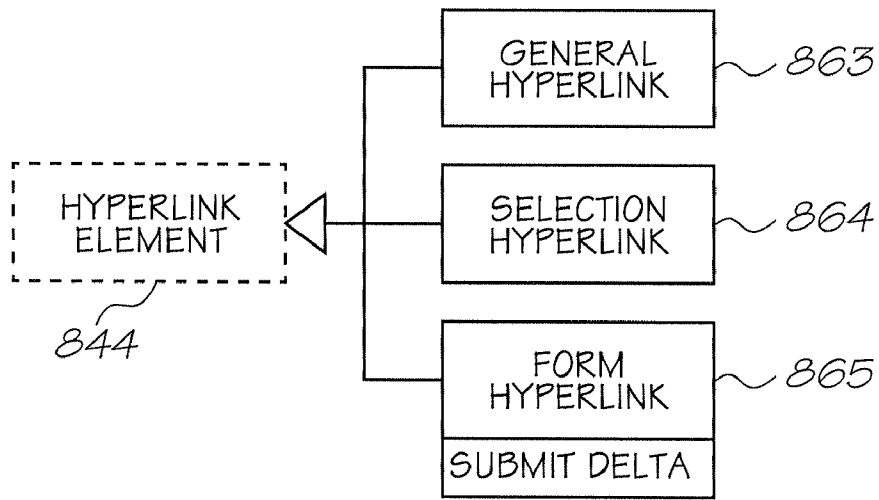 GENERAL
HYPERLINK
863
HYPERLINK
ELEMENT
844
SELECTION
HYPERLINK
864
FORM
HYPERLINK
865
SUBMIT DELTA